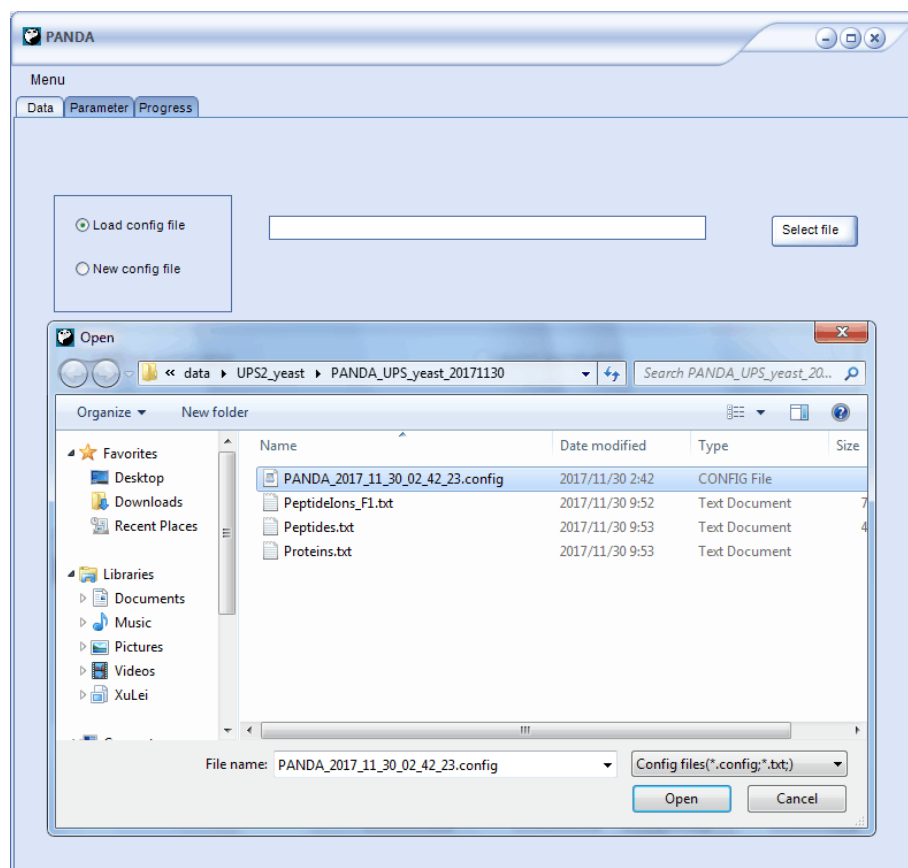 PANDA
Menu
Data Parameter Progress
Load config file
Select file
New config file
Open
« data UPS2_yeast PANDA_UPS_yeast_20171130 Search PANDA_UPS_yeast_20...
Organize New folder
Name Date modified Type Size
Favorites
Desktop
Downloads
Recent Places
Libraries
Documents
Music
Pictures
Videos
XuLei
PANDA_2017_11_30_02_42_23.config 2017/11/30 2:42 CONFIG File
PeptideIons_F1.txt 2017/11/30 9:52 Text Document 7
Peptides.txt 2017/11/30 9:53 Text Document 4
Proteins.txt 2017/11/30 9:53 Text Document
File name: PANDA_2017_11_30_02_42_23.config Config files(*.config;*.txt;)
Open Cancel